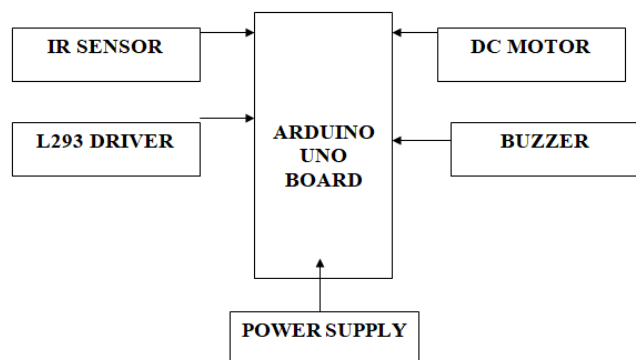 IR SENSOR
DC MOTOR
L293 DRIVER
ARDUINO
UNO
BOARD
BUZZER
POWER SUPPLY